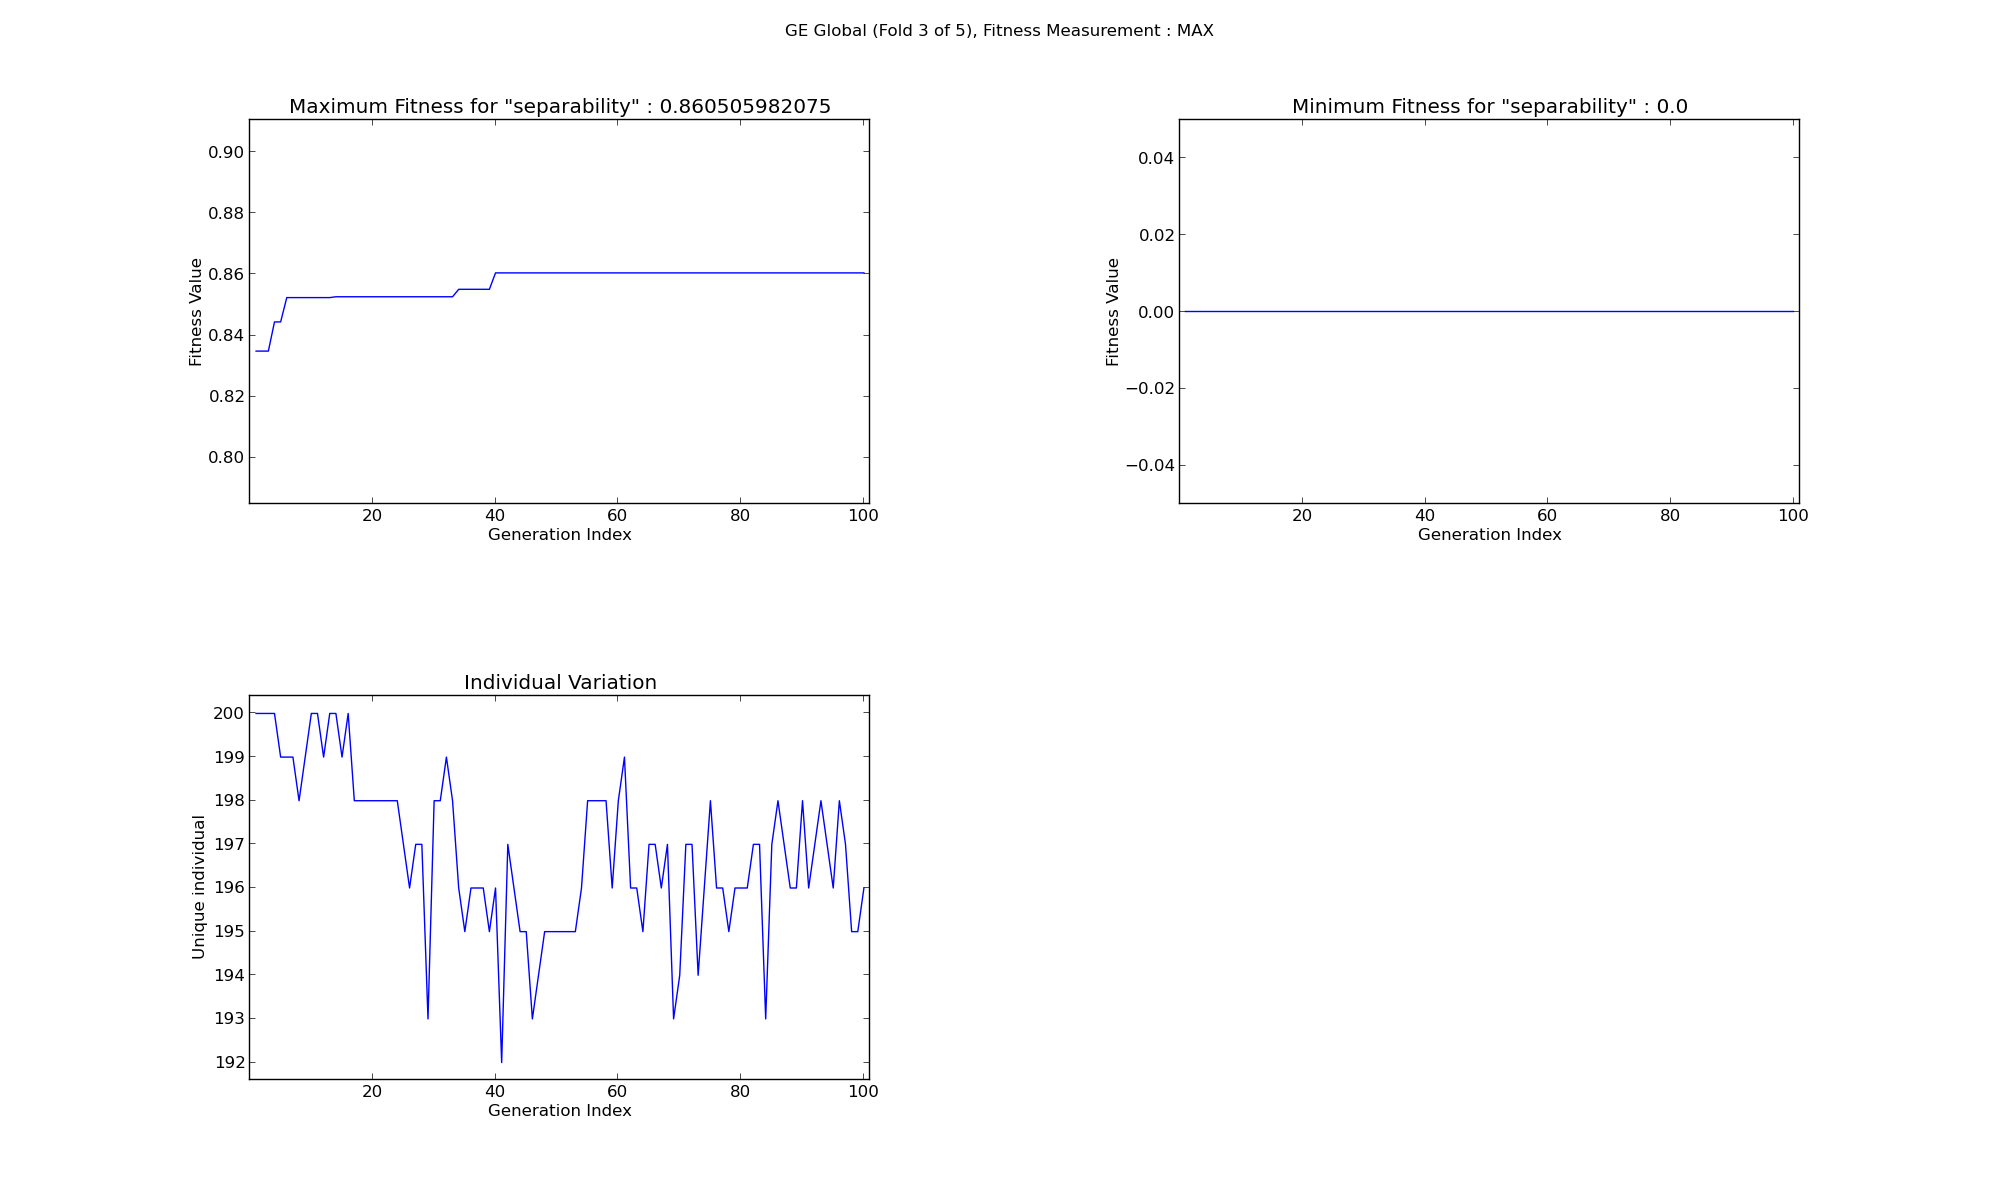 GE Global (Fold 3 of 5), Fitness Measurement : MAX
Maximum Fitness for "separability" : 0.860505982075
0.90
0.88
0.86
0.84
0.82
0.80
Fitness Value
20 40 60 80 100
Generation Index
Minimum Fitness for "separability" : 0.0
0.04
0.02
0.00
−0.02
−0.04
Fitness Value
20 40 60 80 100
Generation Index
Individual Variation
200
199
198
197
196
195
194
193
192
Unique individual
20 40 60 80 100
Generation Index